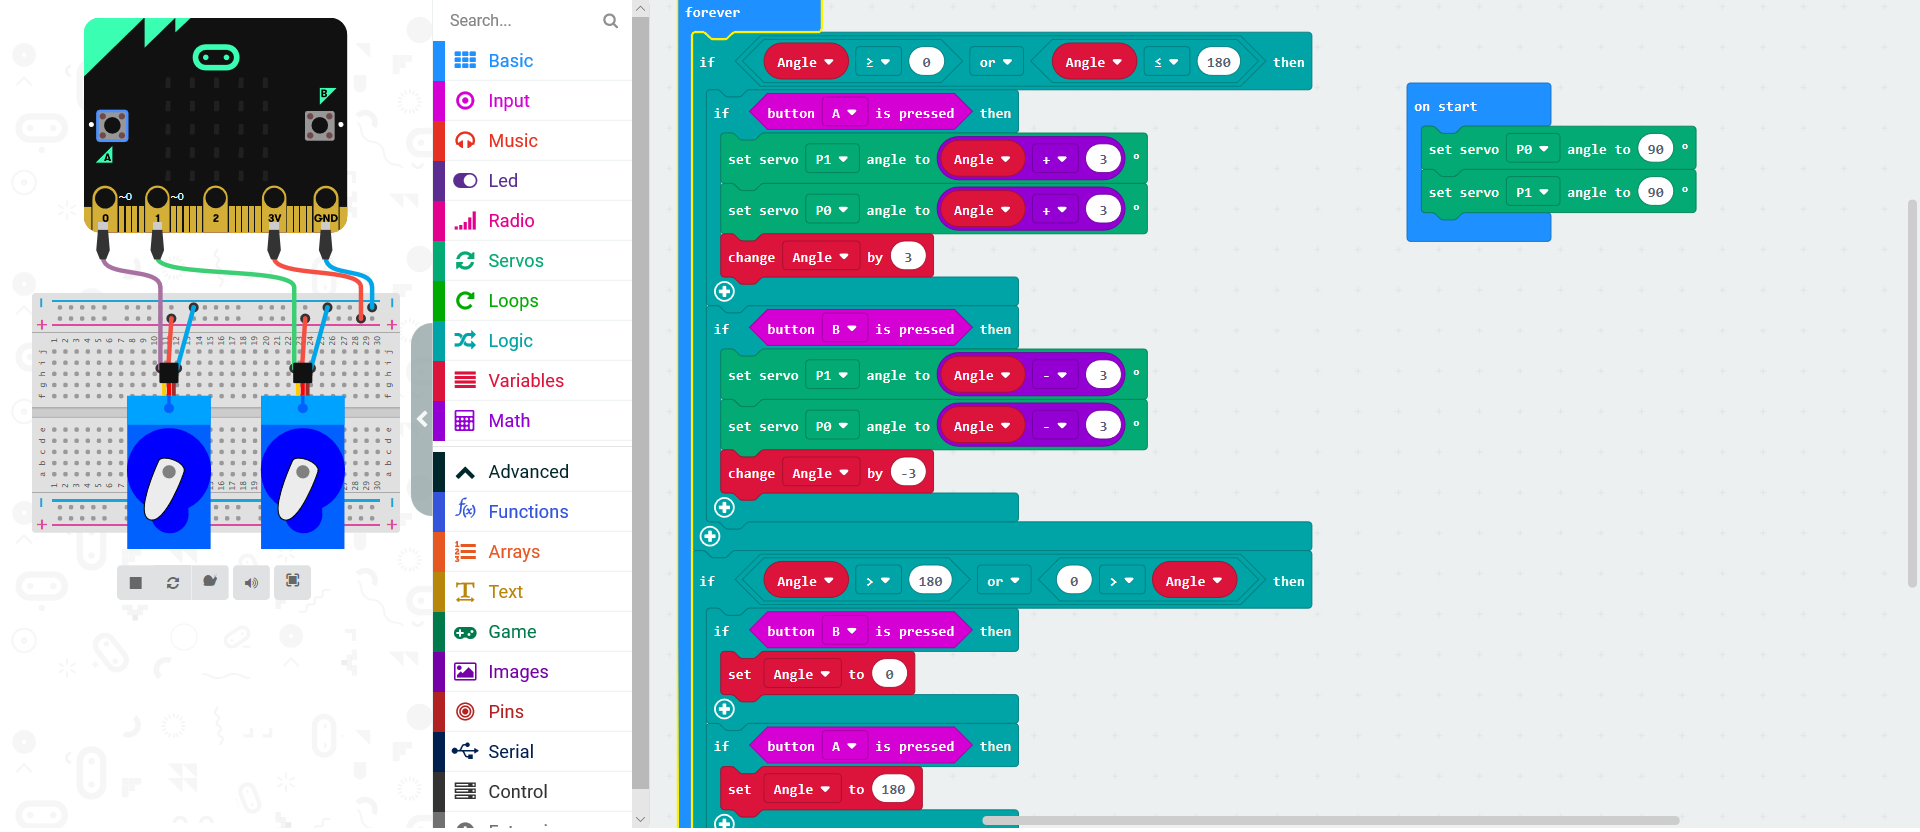 B
A
~0
~0
0
1
2
3V
GND
Search...
Basic
Input
Music
Led
Radio
Servos
Loops
Logic
Variables
Math
Advanced
Functions
Arrays
Text
Game
Images
Pins
Serial
Control
forever
if Angle ≥ 0 or Angle ≤ 180 then
if button A is pressed then
set servo P1 angle to Angle + 3 °
set servo P0 angle to Angle + 3 °
change Angle by 3
if button B is pressed then
set servo P1 angle to Angle - 3 °
set servo P0 angle to Angle - 3 °
change Angle by -3
if Angle > 180 or 0 > Angle then
if button B is pressed then
set Angle to 0
if button A is pressed then
set Angle to 180
on start
set servo P0 angle to 90 °
set servo P1 angle to 90 °